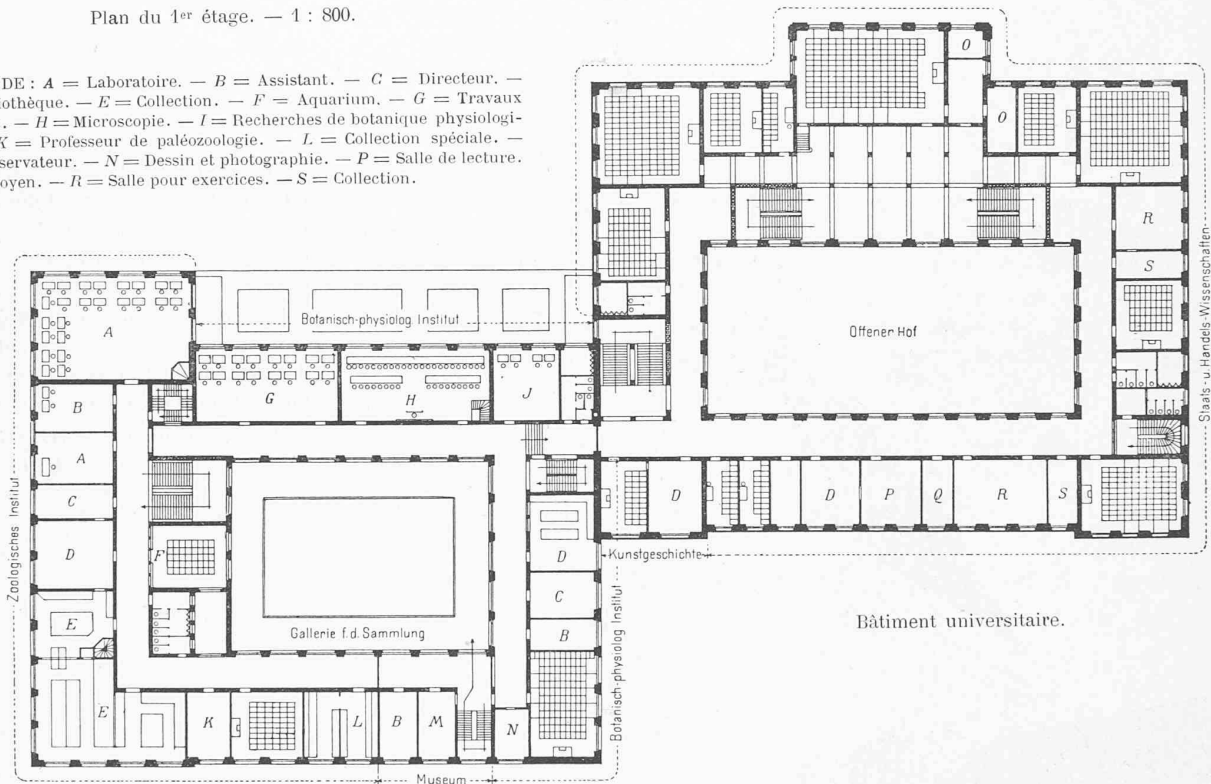 Plan du 1er étage. — 1 : 800.
DE : A = Laboratoire. — B = Assistant. — C = Directeur. —
iothèque. — E = Collection. — F = Aquarium. — G = Travaux
. — H = Microscopie. — I = Recherches de botanique physiologi-
K = Professeur de paléozoologie. — L = Collection spéciale. —
servateur. — N = Dessin et photographie. — P = Salle de lecture.
oyen. — R = Salle pour exercices. — S = Collection.
O
O
R
S
Staats- u. Handels-Wissenschaften
Offener Hof
A
Botanisch-physiolog. Institut
G
H
J
B
A
C
D
E
E
F
Zoologisches Institut
Gallerie f. d. Sammlung
D
D
P
Q
R
S
Kunstgeschichte
D
C
B
Botanisch-physiolog. Institut
K
L
B
M
N
Museum
Bâtiment universitaire.